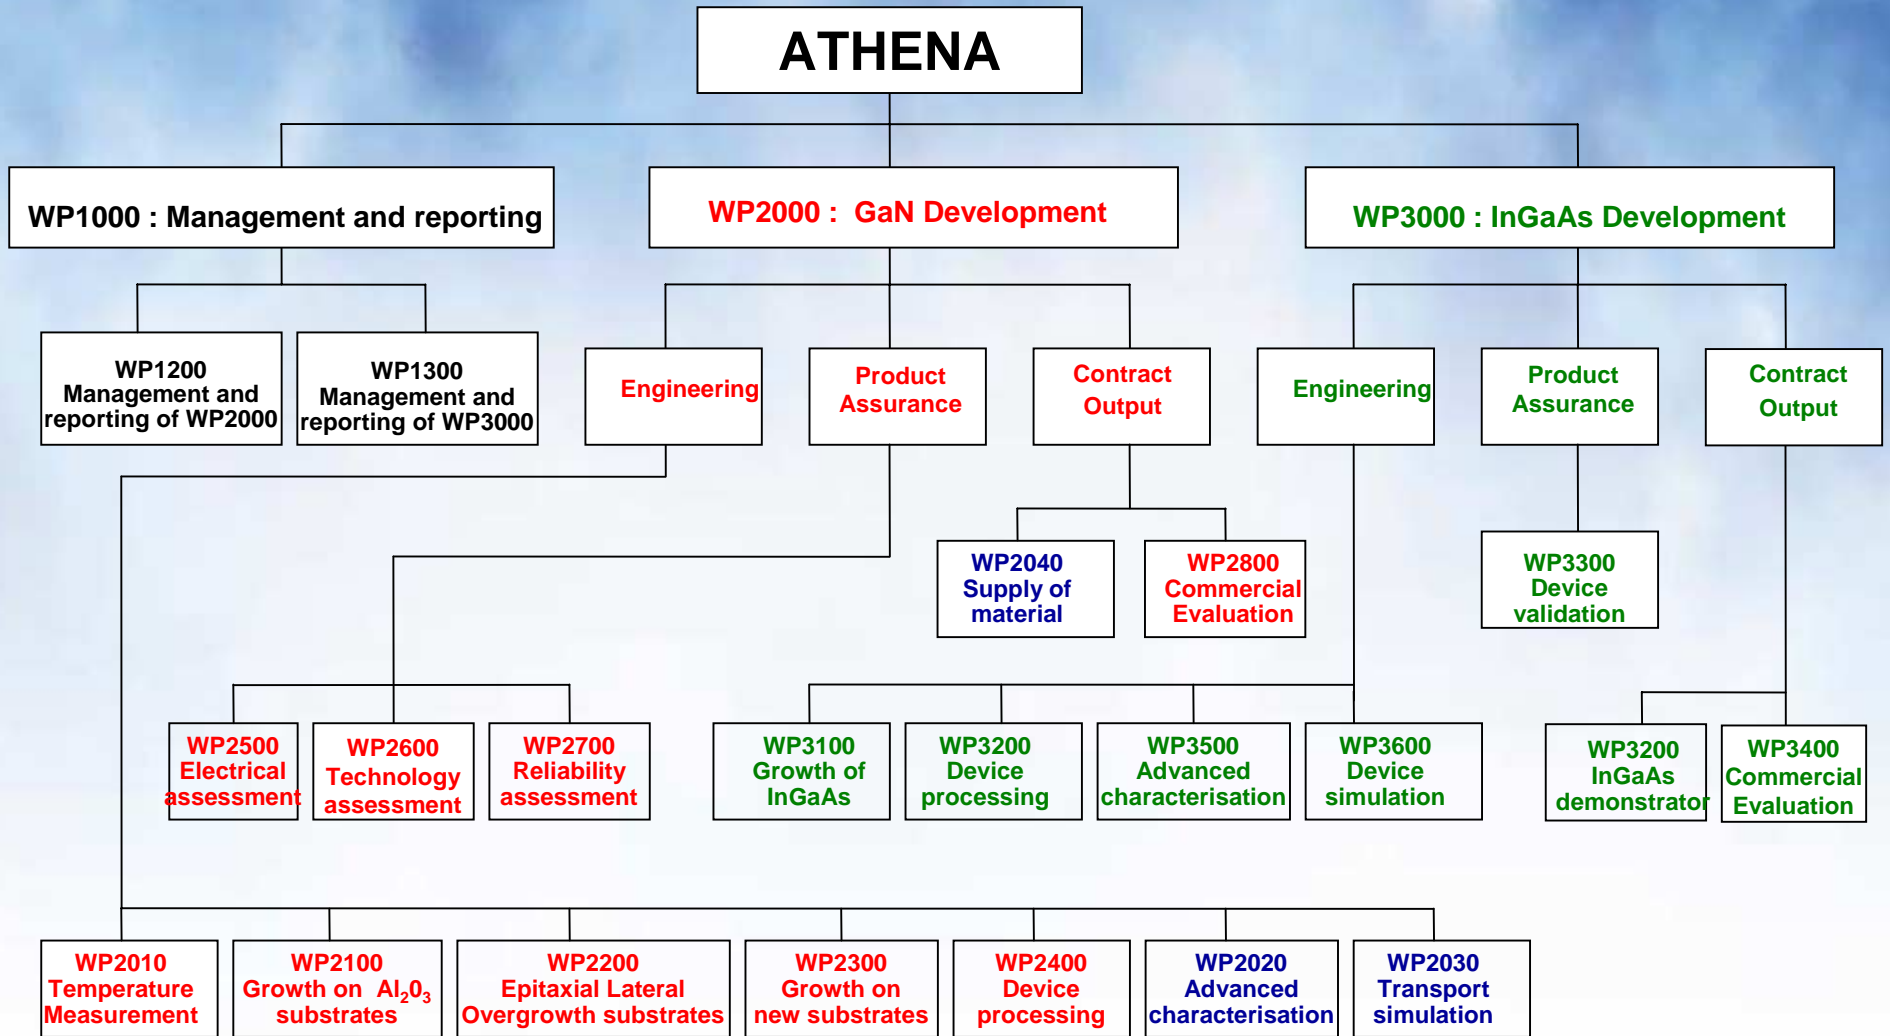 ATHENA
WP1000 : Management and reporting
WP2000 :  GaN Development
WP3000 : InGaAs Development
WP1200
Management and
reporting of WP2000
WP1300
Management and
reporting of WP3000
Engineering
Product
Assurance
Contract
Output
Engineering
Product
Assurance
Contract
Output
WP2040
Supply of
material
WP2800
Commercial
Evaluation
WP3300
Device
validation
WP2500
Electrical
assessment
WP2600
Technology
assessment
WP2700
Reliability
assessment
WP3100
Growth of
InGaAs
WP3200
Device
processing
WP3500
Advanced
characterisation
WP3600
Device
simulation
WP3200
InGaAs
demonstrator
WP3400
Commercial
Evaluation
WP2010
Temperature
Measurement
WP2100
Growth on  Al₂0₃
substrates
WP2200
Epitaxial Lateral
Overgrowth substrates
WP2300
Growth on
new substrates
WP2400
Device
processing
WP2020
Advanced
characterisation
WP2030
Transport
simulation